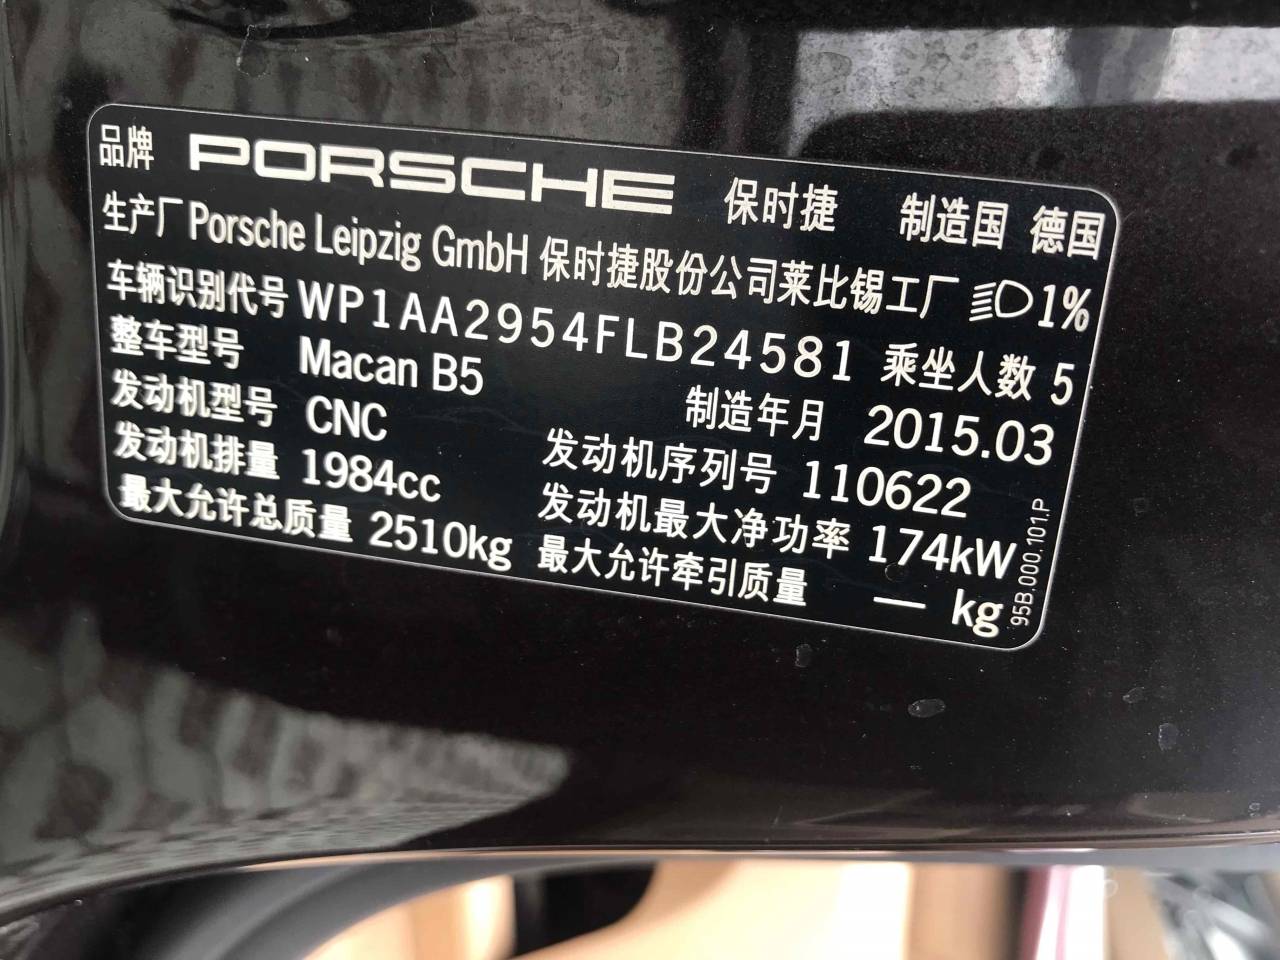 品牌 PORSCHE 保时捷 制造国 德国
生产厂 Porsche Leipzig GmbH 保时捷股份公司莱比锡工厂 1%
车辆识别代号 WP1AA2954FLB24581 乘坐人数 5
整车型号 Macan B5 制造年月 2015.03
发动机型号 CNC 发动机序列号 110622
发动机排量 1984cc 发动机最大净功率 174kW
最大允许总质量 2510kg 最大允许牵引质量 — kg
95B.000.101.P